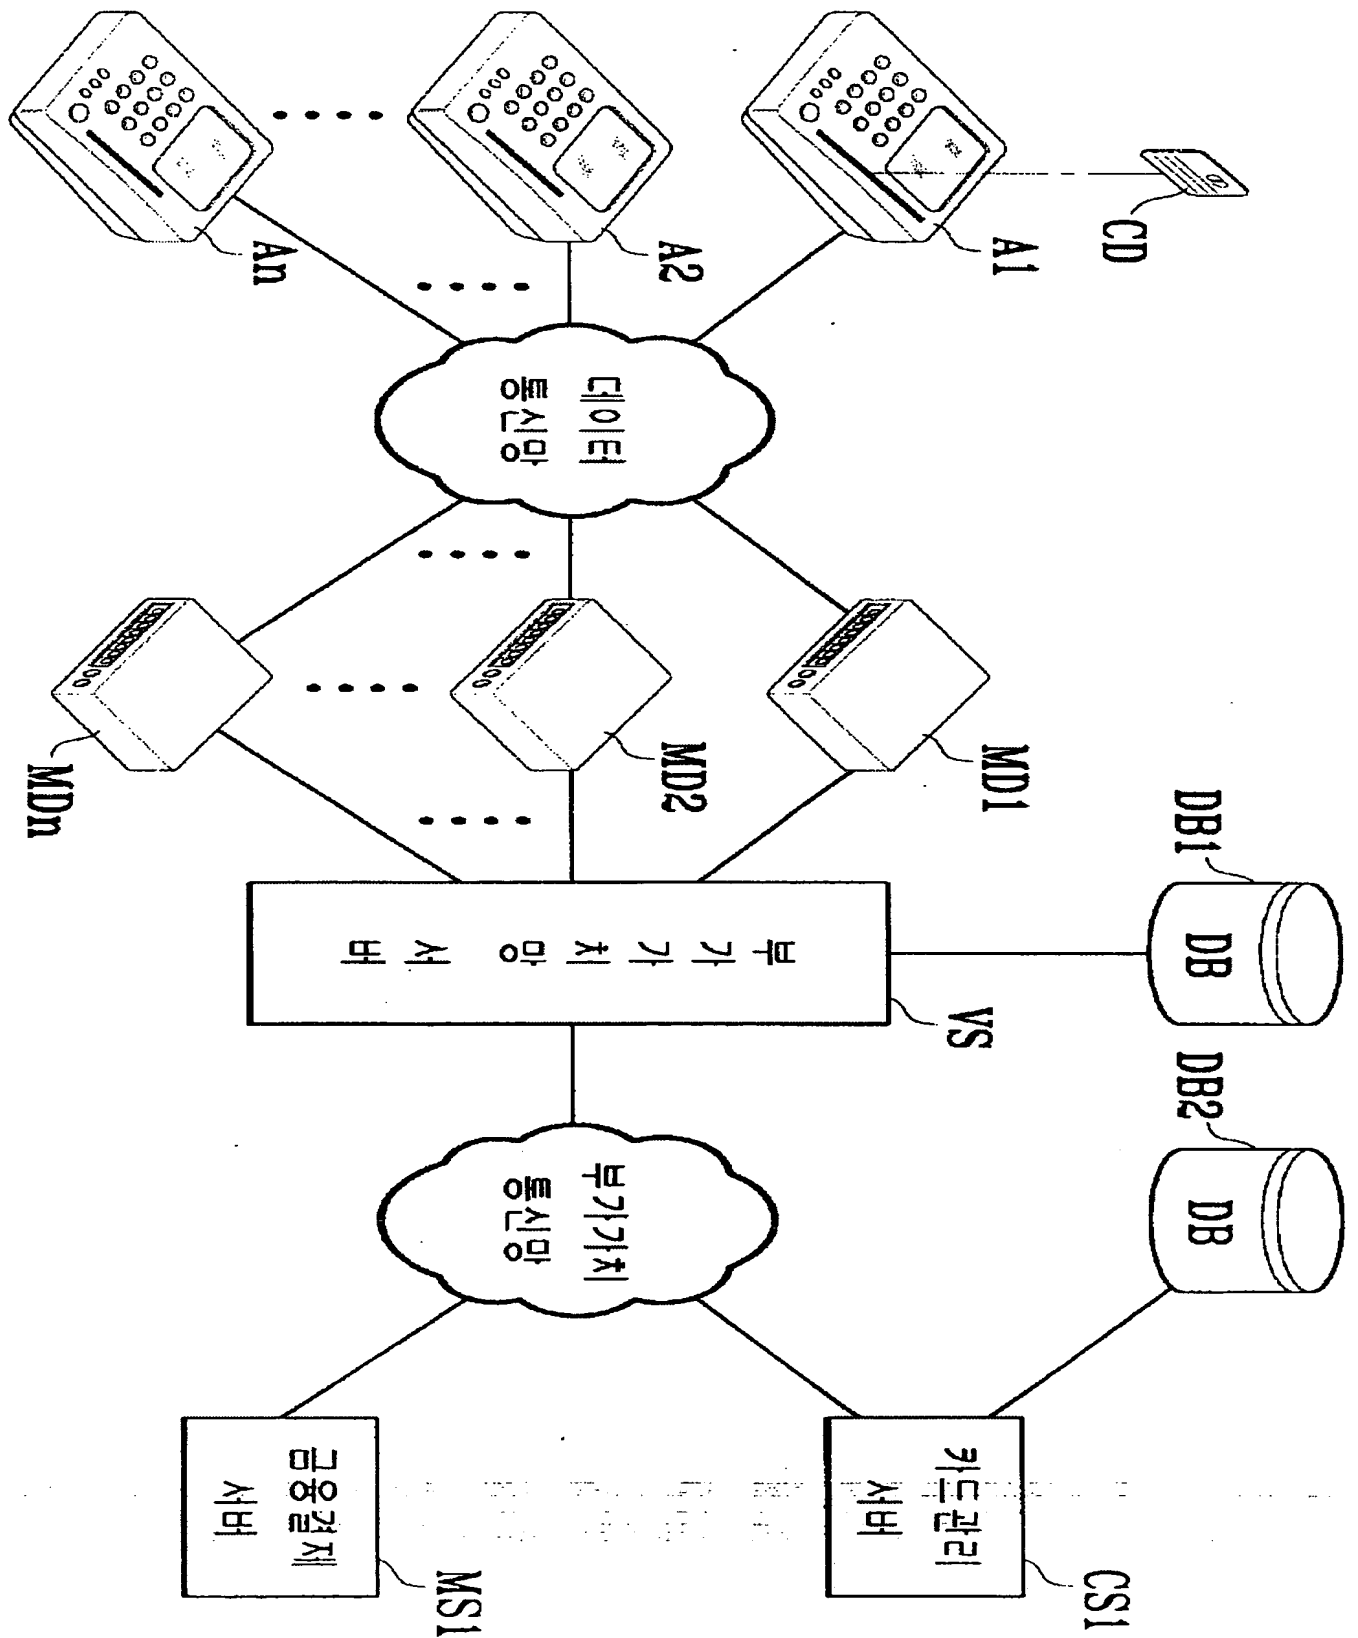 CD
A1
A2
An
데이터
통신망
MD1
MD2
MDn
DB1
DB
부 가 가 치 망 서 버
VS
DB2
DB
부가가치
통신망
카드관리
서버
CS1
금융결제
서버
MS1